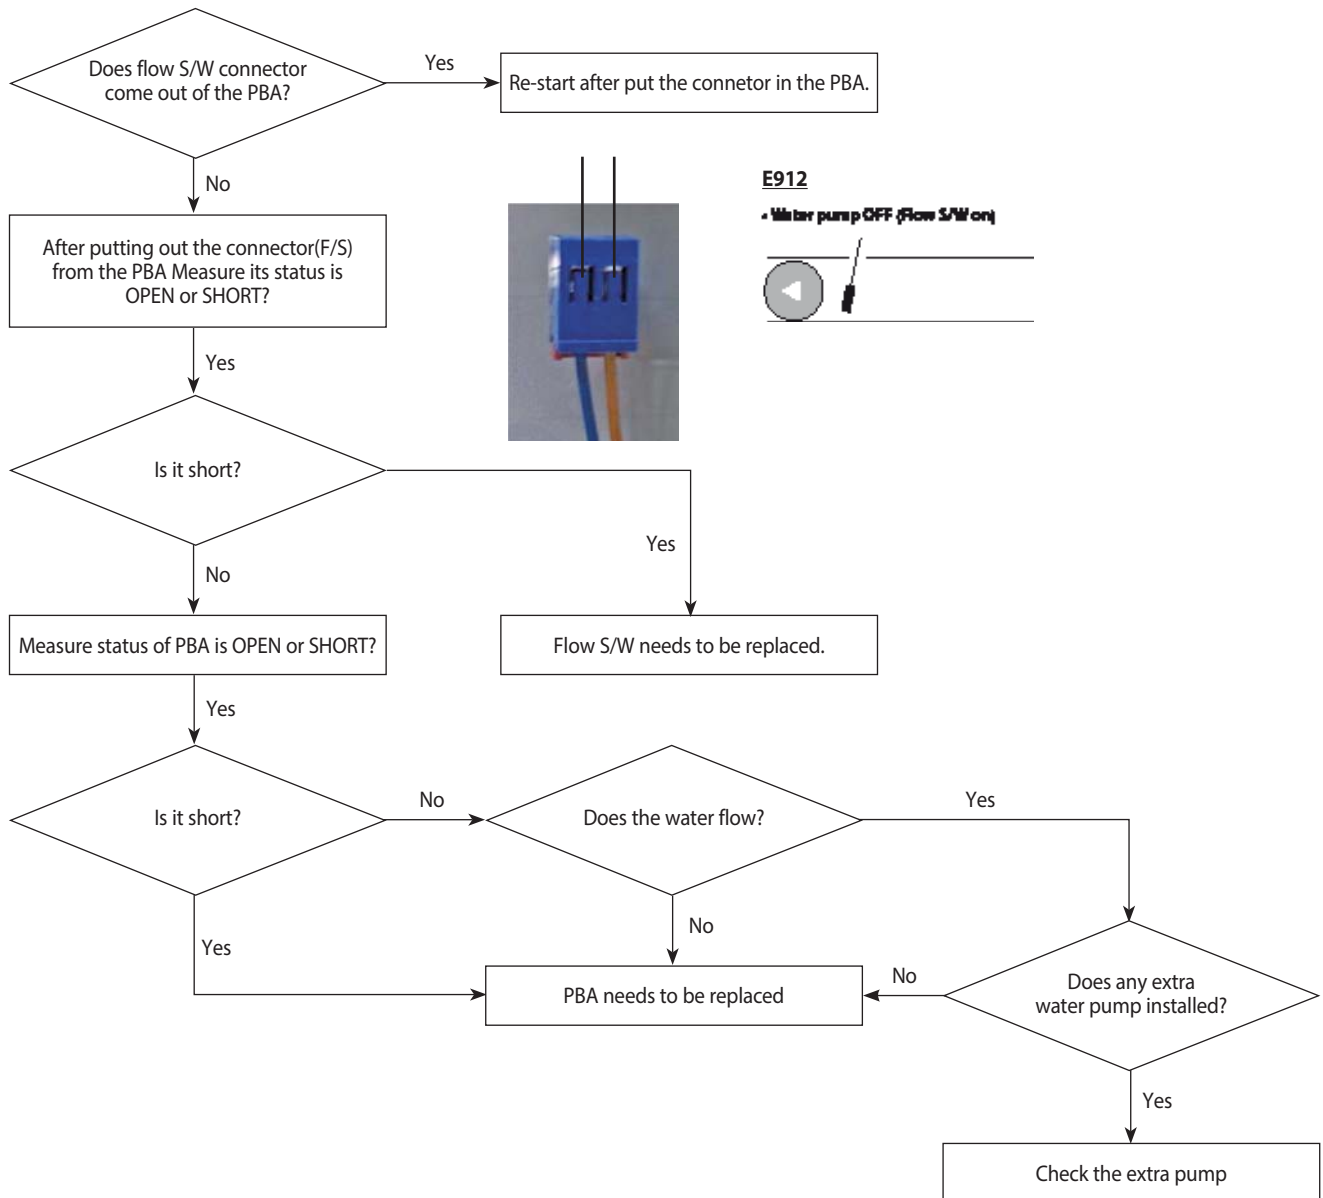 Does flow S/W connector
come out of the PBA?
Yes
Re-start after put the connetor in the PBA.
No
E912
• Water pump OFF (Flow S/W on)
After putting out the connector(F/S)
from the PBA Measure its status is
OPEN or SHORT?
Yes
Is it short?
Yes
No
Measure status of PBA is OPEN or SHORT?
Flow S/W needs to be replaced.
Yes
Is it short?
No
Does the water flow?
Yes
No
Yes
PBA needs to be replaced
No
Does any extra
water pump installed?
Yes
Check the extra pump